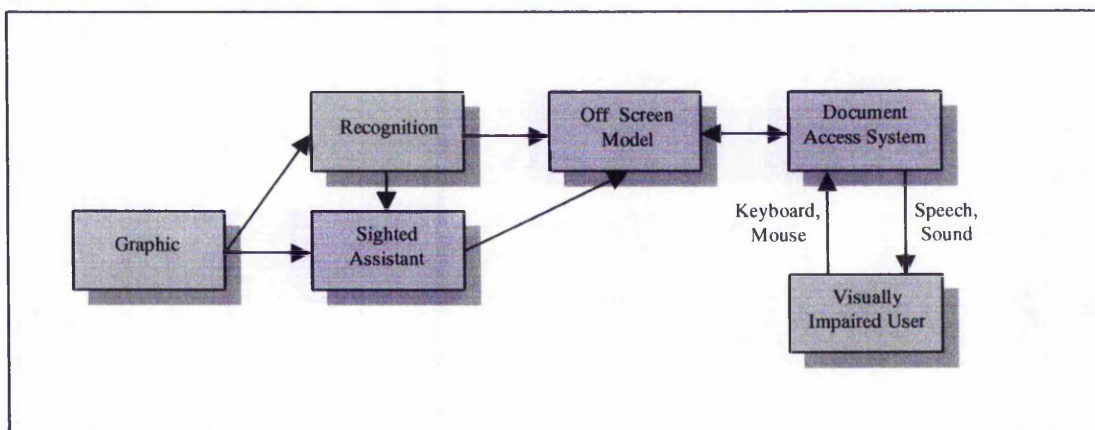 Recognition
Off Screen
Model
Document
Access System
Graphic
Sighted
Assistant
Keyboard,
Mouse
Speech,
Sound
Visually
Impaired User